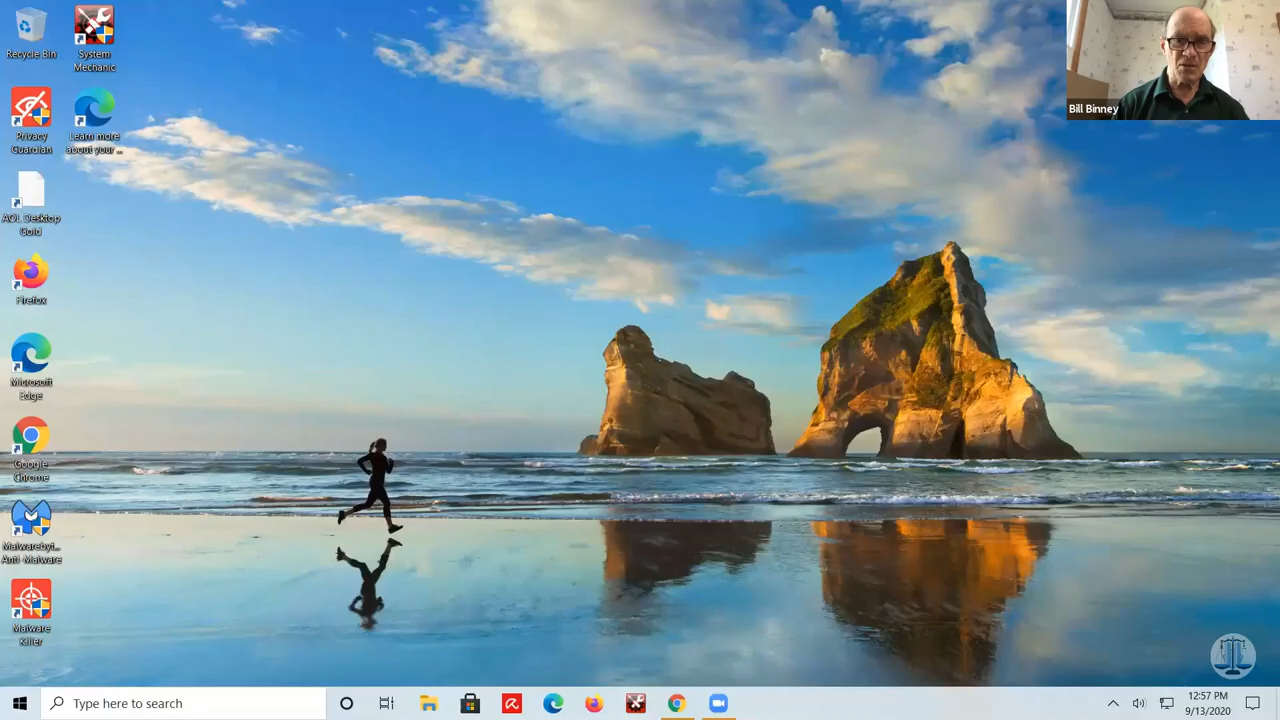 Recycle Bin
System
Mechanic
Privacy
Guardian
Learn more
about your ...
AOL Desktop
Gold
Firefox
Microsoft
Edge
Google
Chrome
Malwarebyt...
Anti-Malware
Malware
Killer
Bill Binney
Type here to search
12:57 PM
9/13/2020